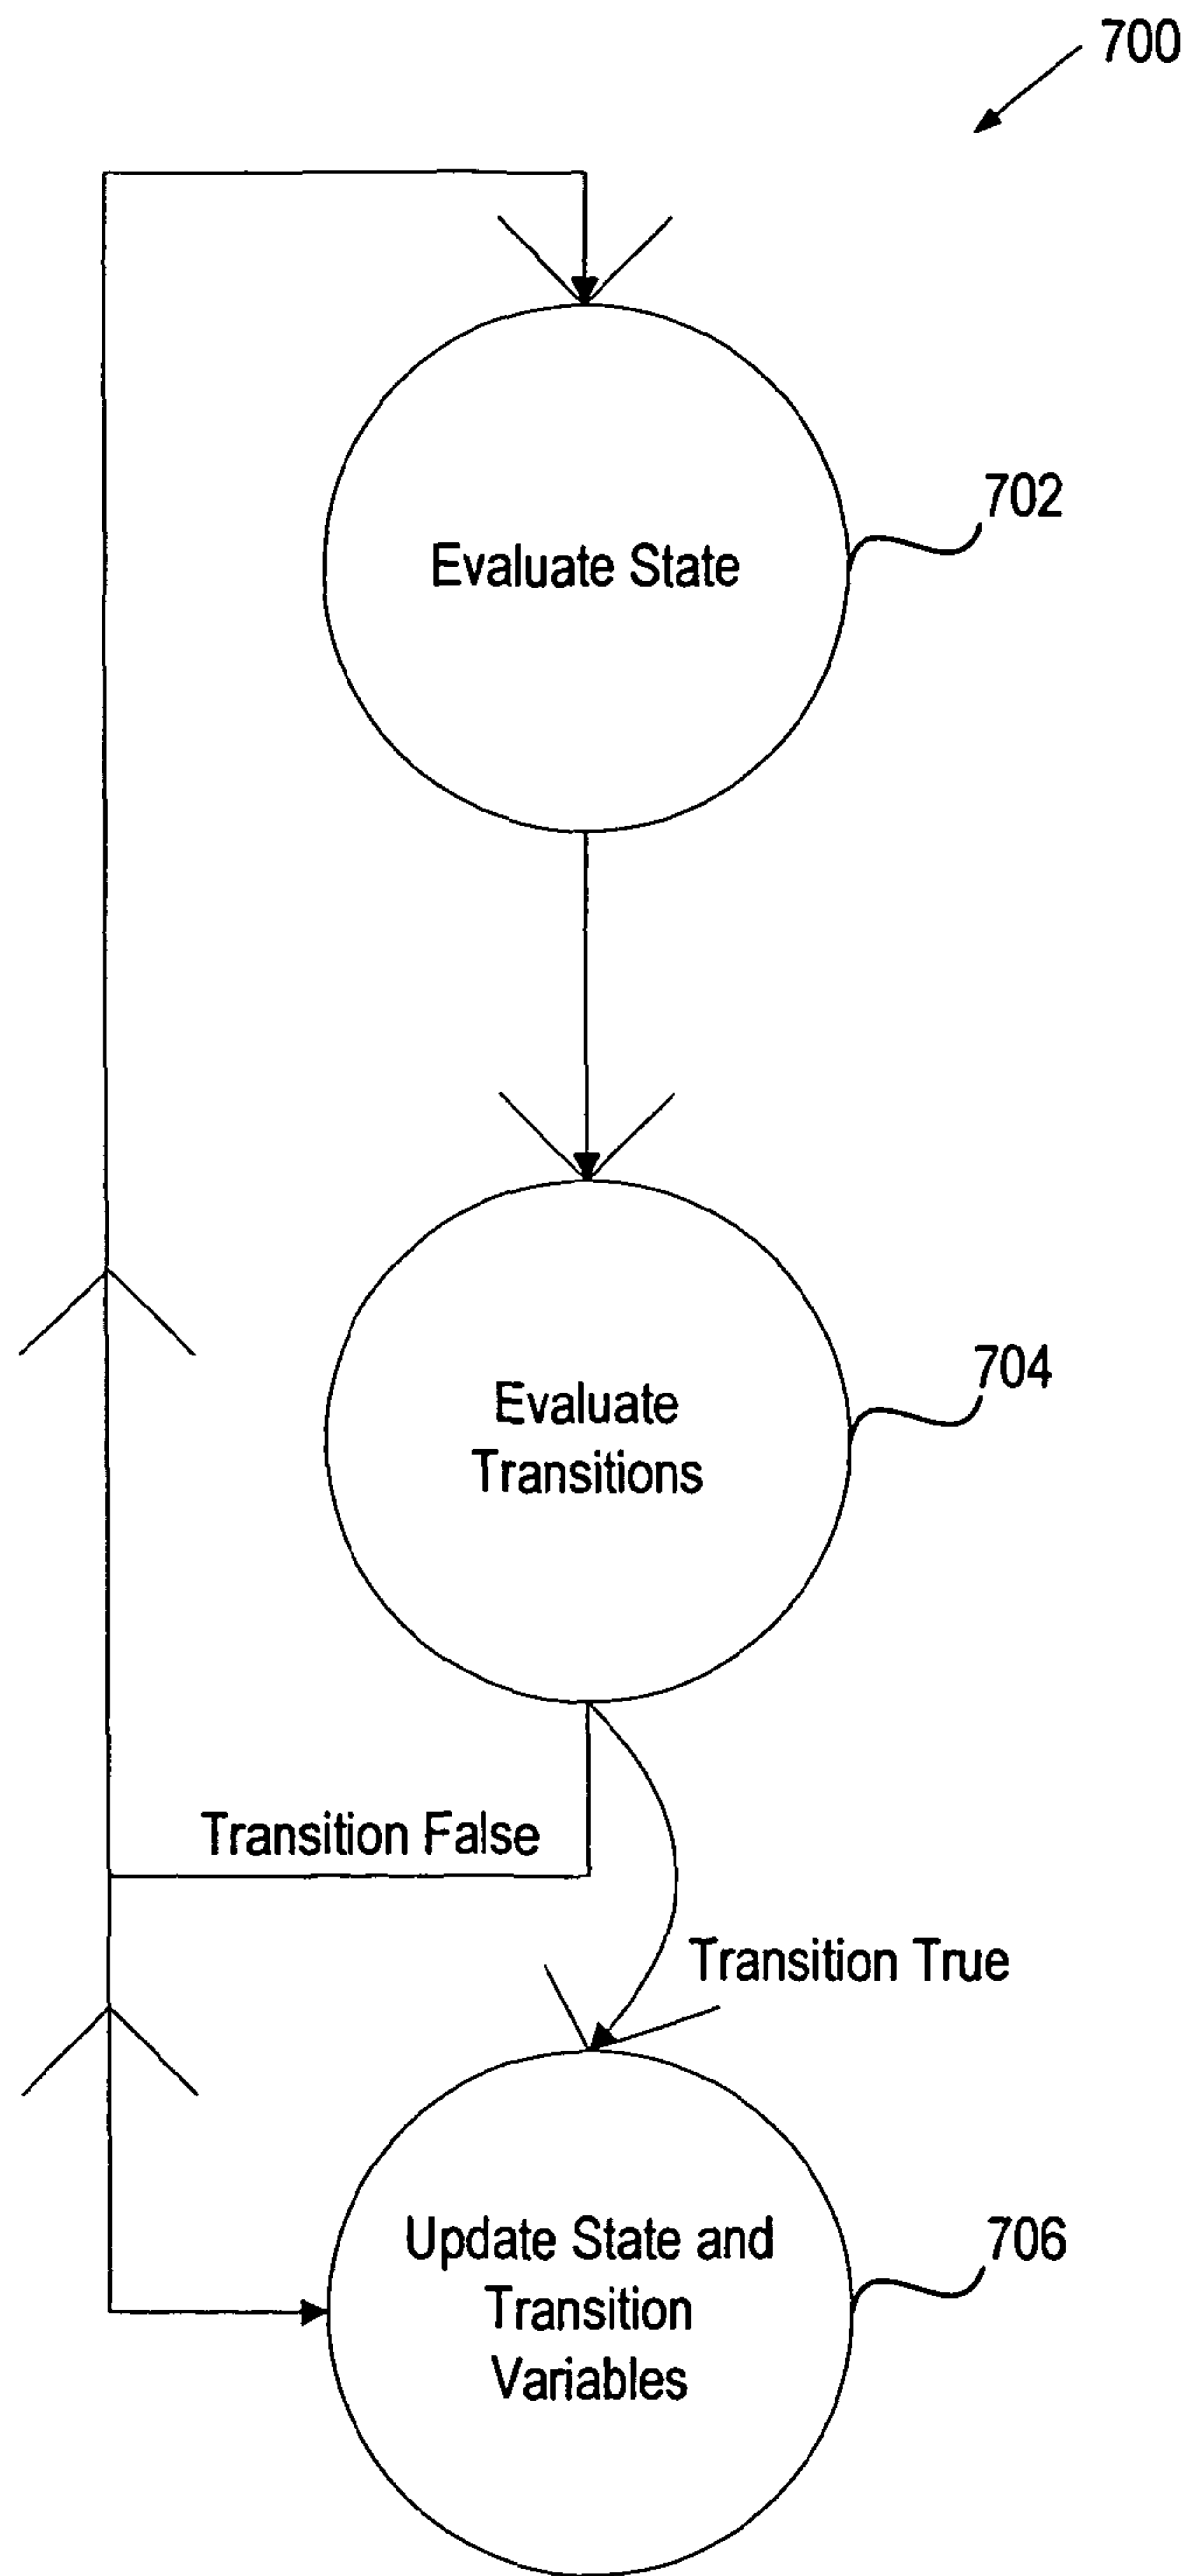 700
702
Evaluate State
704
Evaluate
Transitions
Transition False
Transition True
706
Update State and
Transition
Variables